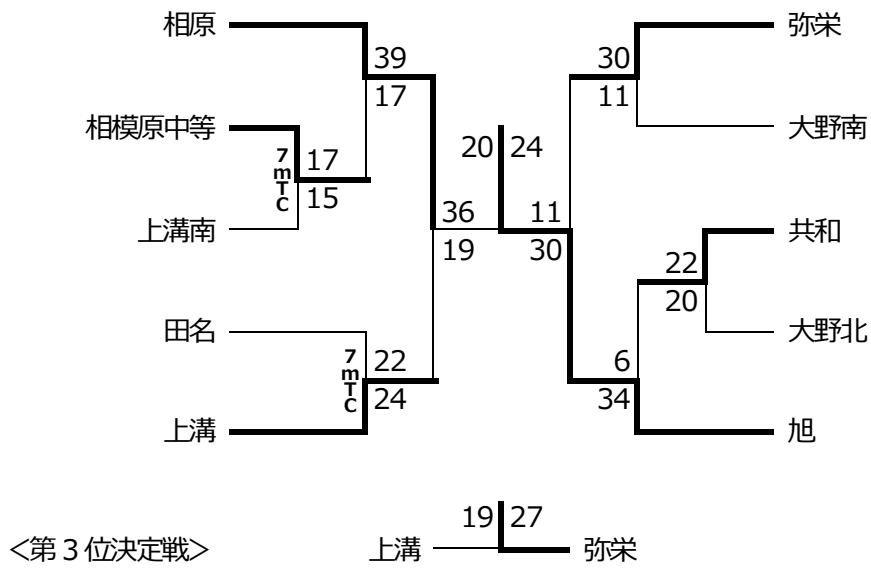 相原
39
17
相模原中等
7mTC
17
15
上溝南
36
19
田名
7mTC
22
24
上溝
20 24
弥栄
30
11
大野南
11
30
共和
22
20
大野北
6
34
旭
＜第３位決定戦＞ 上溝 19 27 弥栄